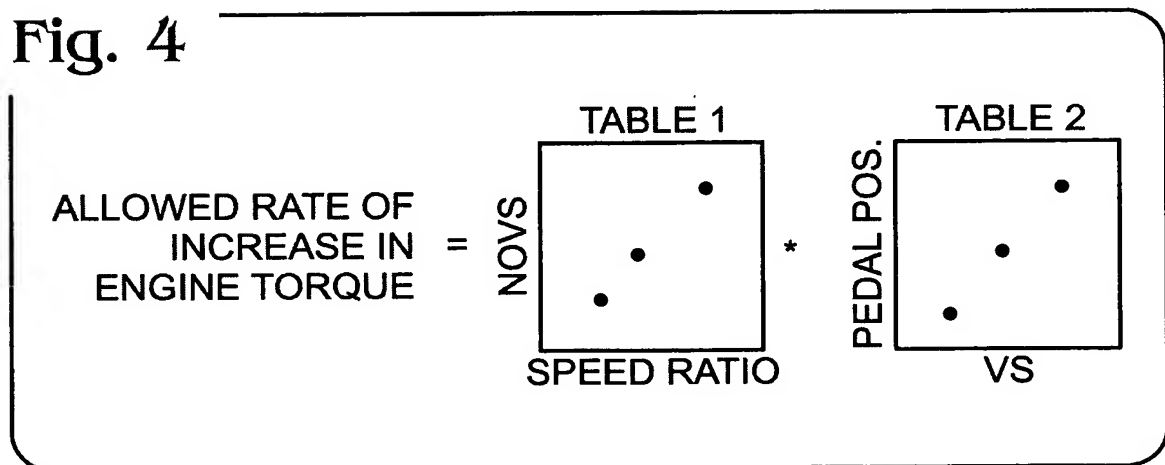 Fig. 4
ALLOWED RATE OF
INCREASE IN
ENGINE TORQUE
=
TABLE 1
NOVS
SPEED RATIO
*
TABLE 2
PEDAL POS.
VS